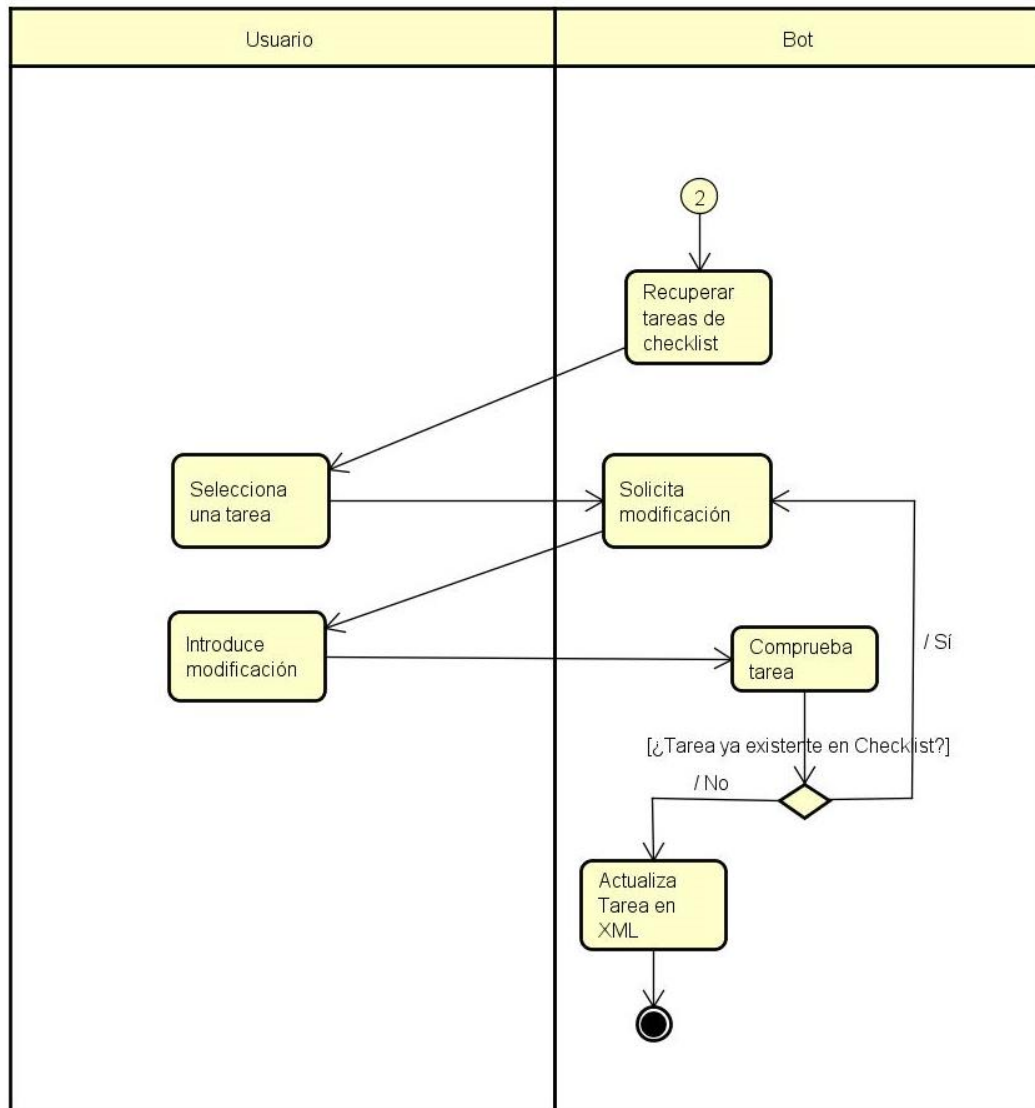 Usuario
Bot
2
Recuperar
tareas de
checklist
Selecciona
una tarea
Solicita
modificación
Introduce
modificación
Comprueba
tarea
/ Sí
[¿Tarea ya existente en Checklist?]
/ No
Actualiza
Tarea en
XML